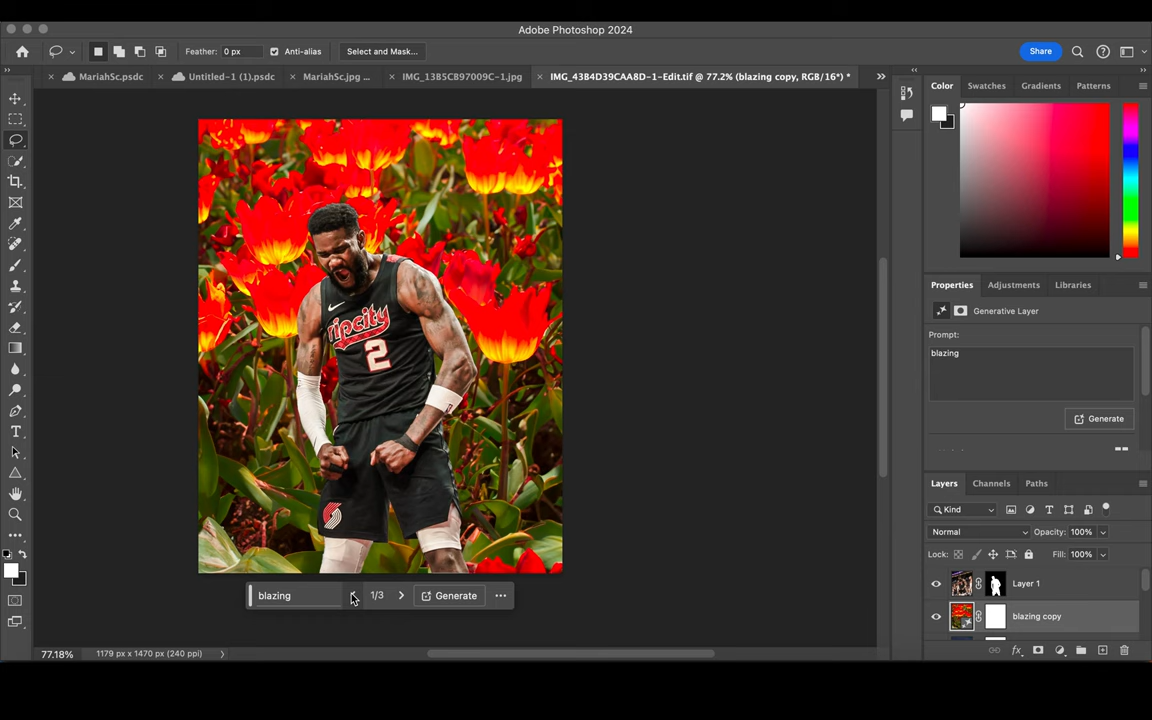 Adobe Photoshop 2024
Feather: 0 px Anti-alias Select and Mask... Share
MariahSc.psdc Untitled-1 (1).psdc MariahSc.jpg ... IMG_13B5CB97009C-1.jpg IMG_43B4D39CAA8D-1-Edit.tif @ 77.2% (blazing copy, RGB/16*) *
Color Swatches Gradients Patterns
Properties Adjustments Libraries
Generative Layer
Prompt:
blazing
Generate
ripcity
2
Layers Channels Paths
Kind
Normal Opacity: 100%
Lock: Fill: 100%
Layer 1
blazing copy
blazing 1/3 Generate
77.18% 1179 px x 1470 px (240 ppi)